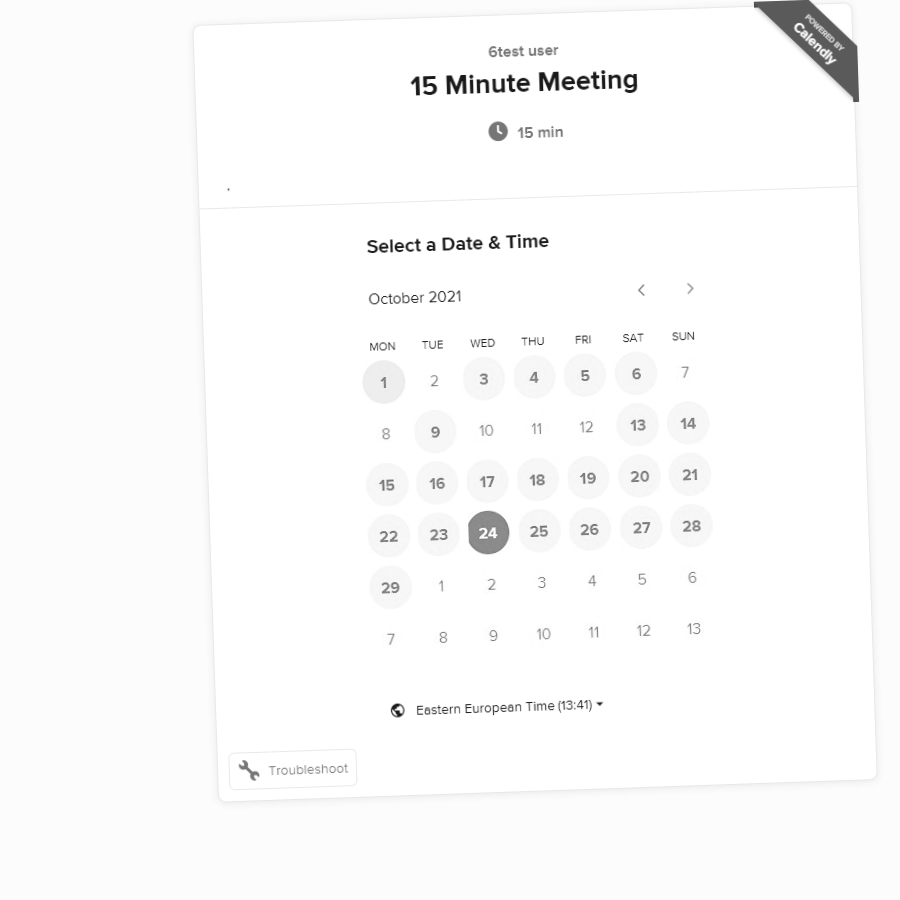 POWERED BY
Calendly
6test user
15 Minute Meeting
15 min
.
Select a Date & Time
October 2021
MON TUE WED THU FRI SAT SUN
1 2 3 4 5 6 7
8 9 10 11 12 13 14
15 16 17 18 19 20 21
22 23 24 25 26 27 28
29 1 2 3 4 5 6
7 8 9 10 11 12 13
Eastern European Time (13:41)
Troubleshoot